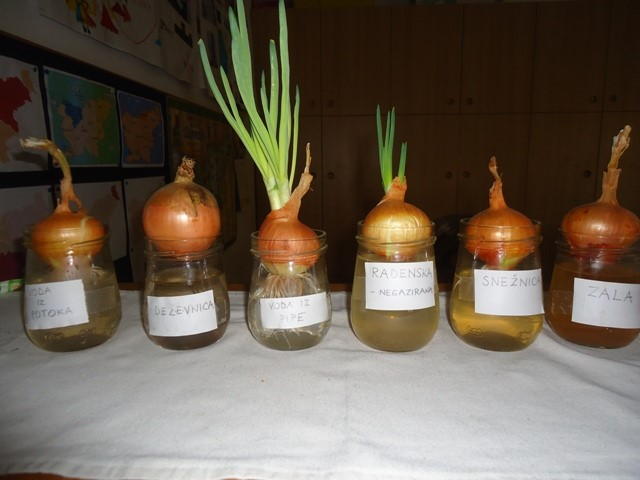 VODA
IZ
POTOKA
DEŽEVNICA
VODA IZ
PIPE
RADENSKA
- NEGAZIRANA
SNEŽNICA
ZALA